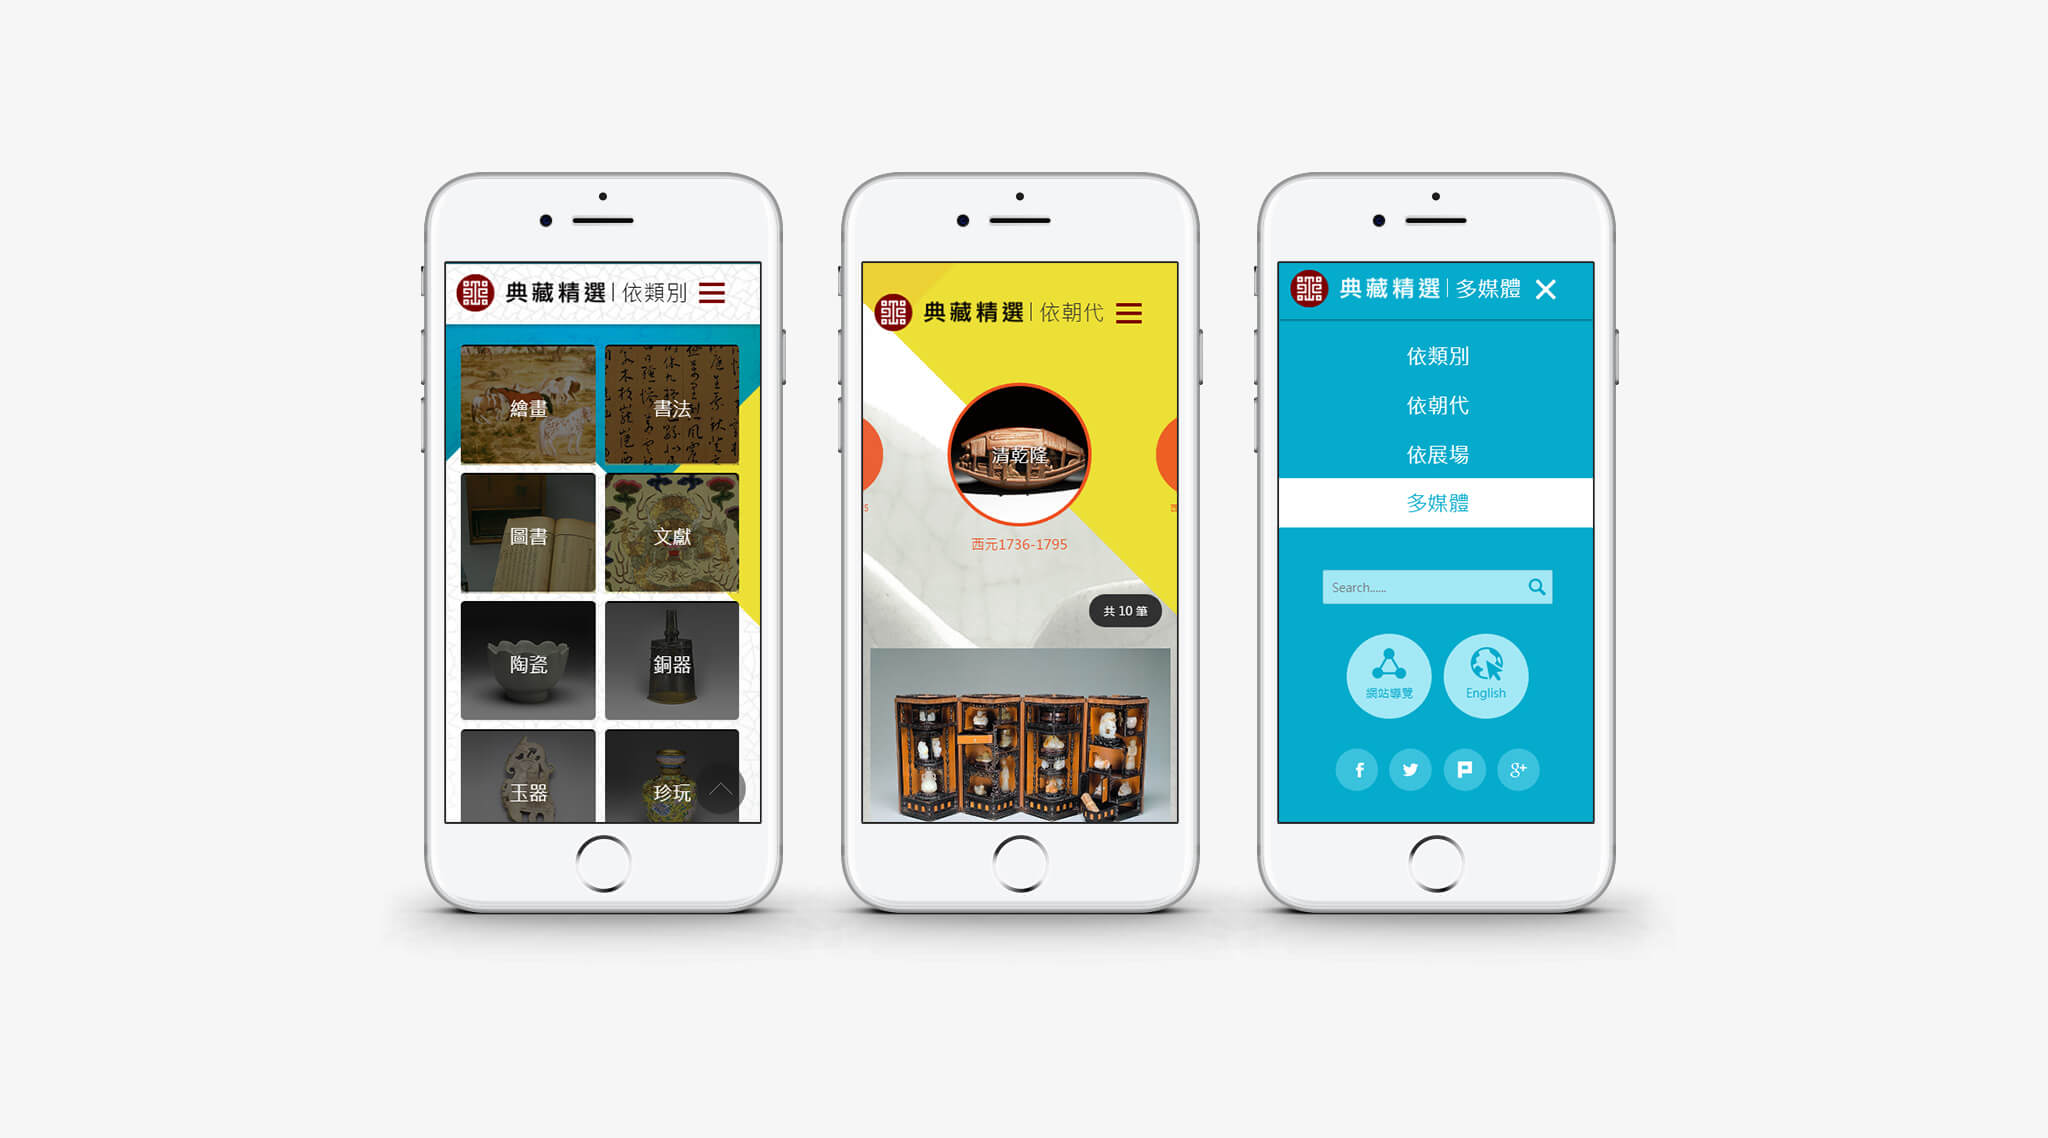 典藏精選|依類別
繪畫
書法
圖書
文獻
陶瓷
銅器
玉器
珍玩
典藏精選|依朝代
清乾隆
5
西元1736-1795
共 10 筆
典藏精選|多媒體
依類別
依朝代
依展場
多媒體
Search......
網站導覽
English